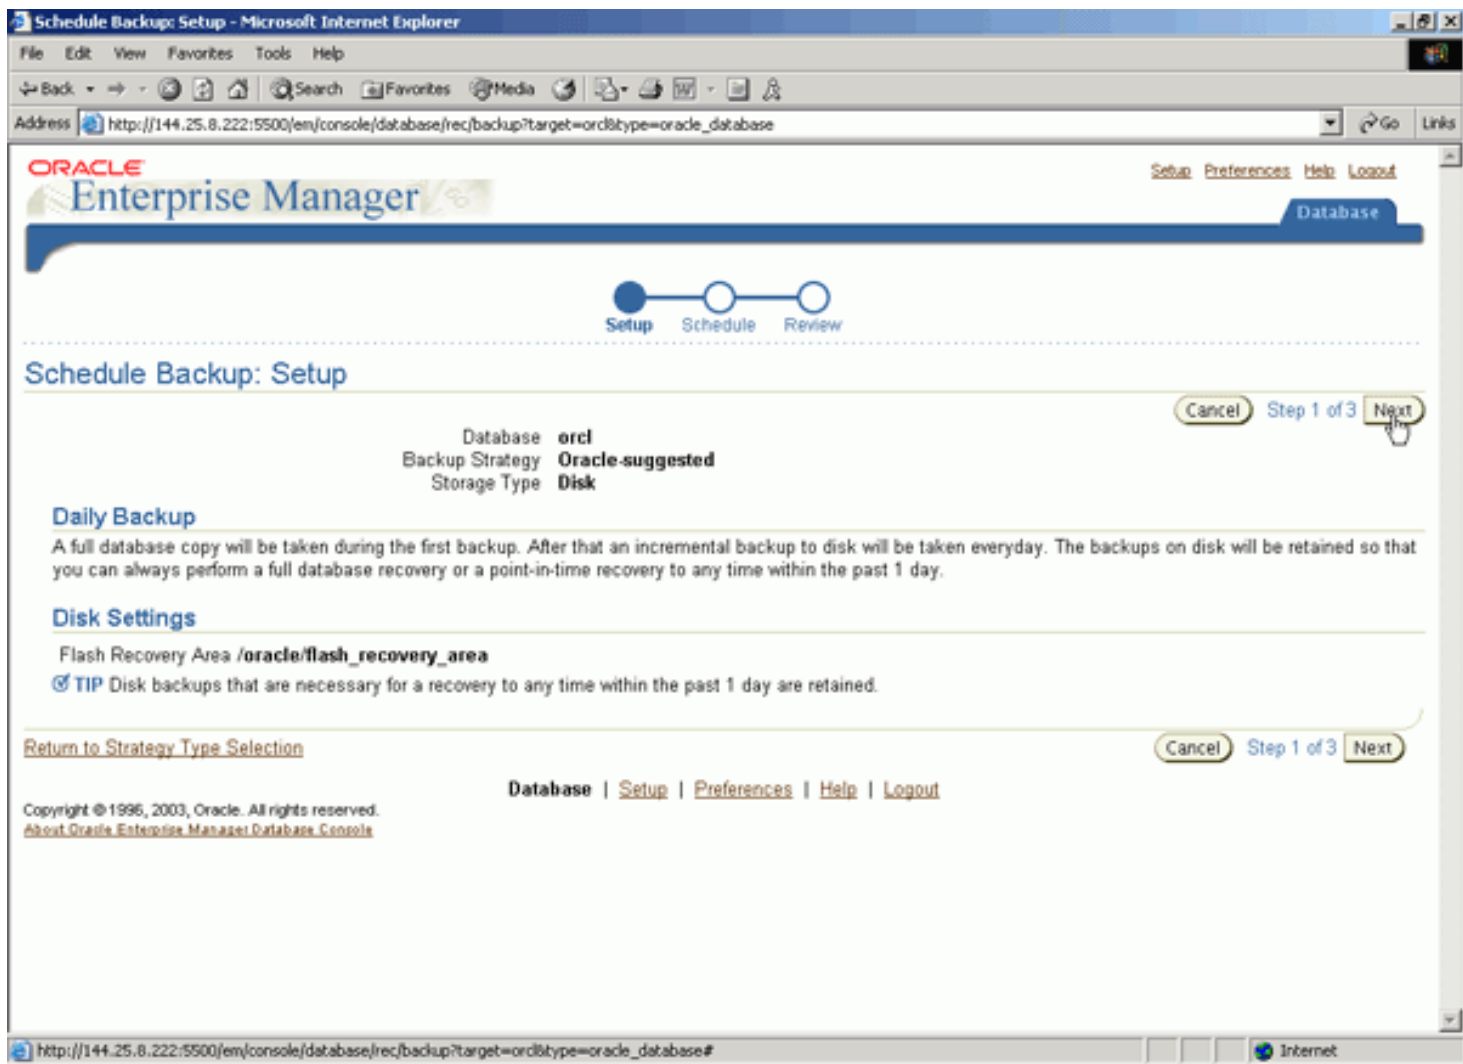 Schedule Backup: Setup - Microsoft Internet Explorer
File Edit View Favorites Tools Help
Back Search Favorites Media
Address http://144.25.8.222:5500/em/console/database/rec/backup?target=orcl&type=oracle_database Go Links
ORACLE
Enterprise Manager
Setup Preferences Help Logout
Database
Setup Schedule Review
Schedule Backup: Setup
Cancel Step 1 of 3 Next
Database orcl
Backup Strategy Oracle-suggested
Storage Type Disk
Daily Backup
A full database copy will be taken during the first backup. After that an incremental backup to disk will be taken everyday. The backups on disk will be retained so that
you can always perform a full database recovery or a point-in-time recovery to any time within the past 1 day.
Disk Settings
Flash Recovery Area /oracle/flash_recovery_area
TIP Disk backups that are necessary for a recovery to any time within the past 1 day are retained.
Return to Strategy Type Selection
Cancel Step 1 of 3 Next
Database | Setup | Preferences | Help | Logout
Copyright © 1996, 2003, Oracle. All rights reserved.
About Oracle Enterprise Manager Database Console
http://144.25.8.222:5500/em/console/database/rec/backup?target=orcl&type=oracle_database#
Internet